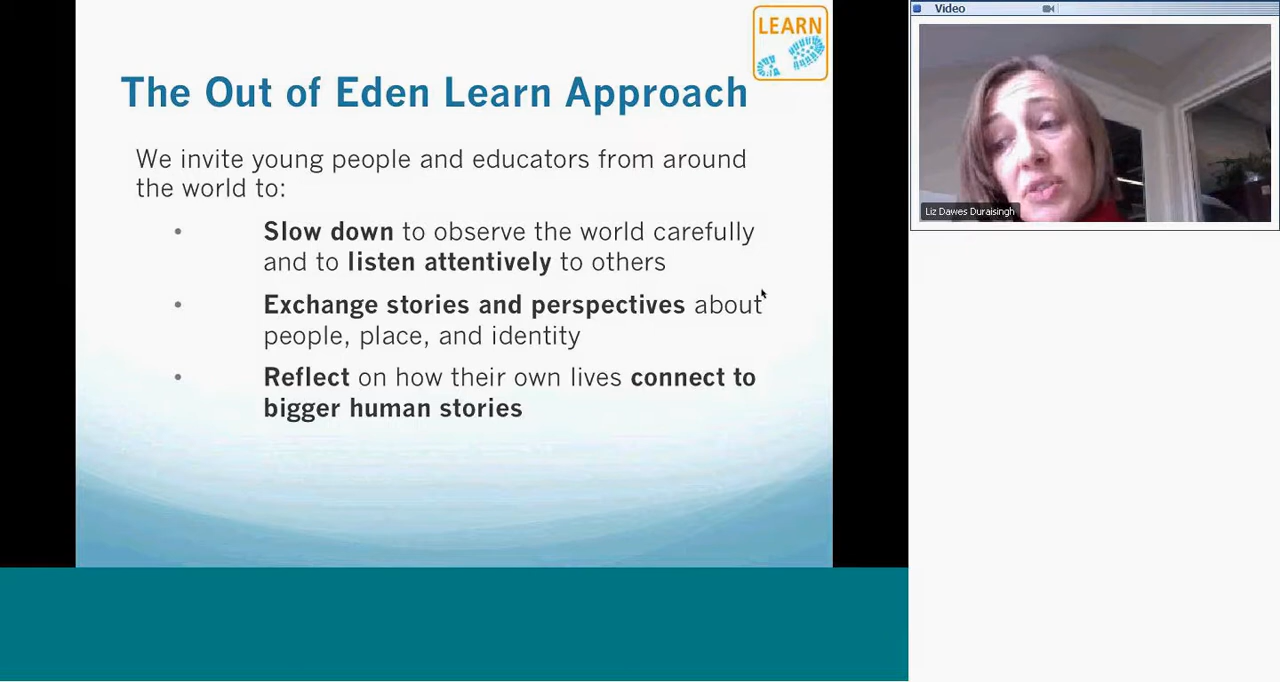 LEARN
The Out of Eden Learn Approach
We invite young people and educators from around
the world to:
• Slow down to observe the world carefully
and to listen attentively to others
• Exchange stories and perspectives about
people, place, and identity
• Reflect on how their own lives connect to
bigger human stories
Video
Liz Dawes Duraisingh